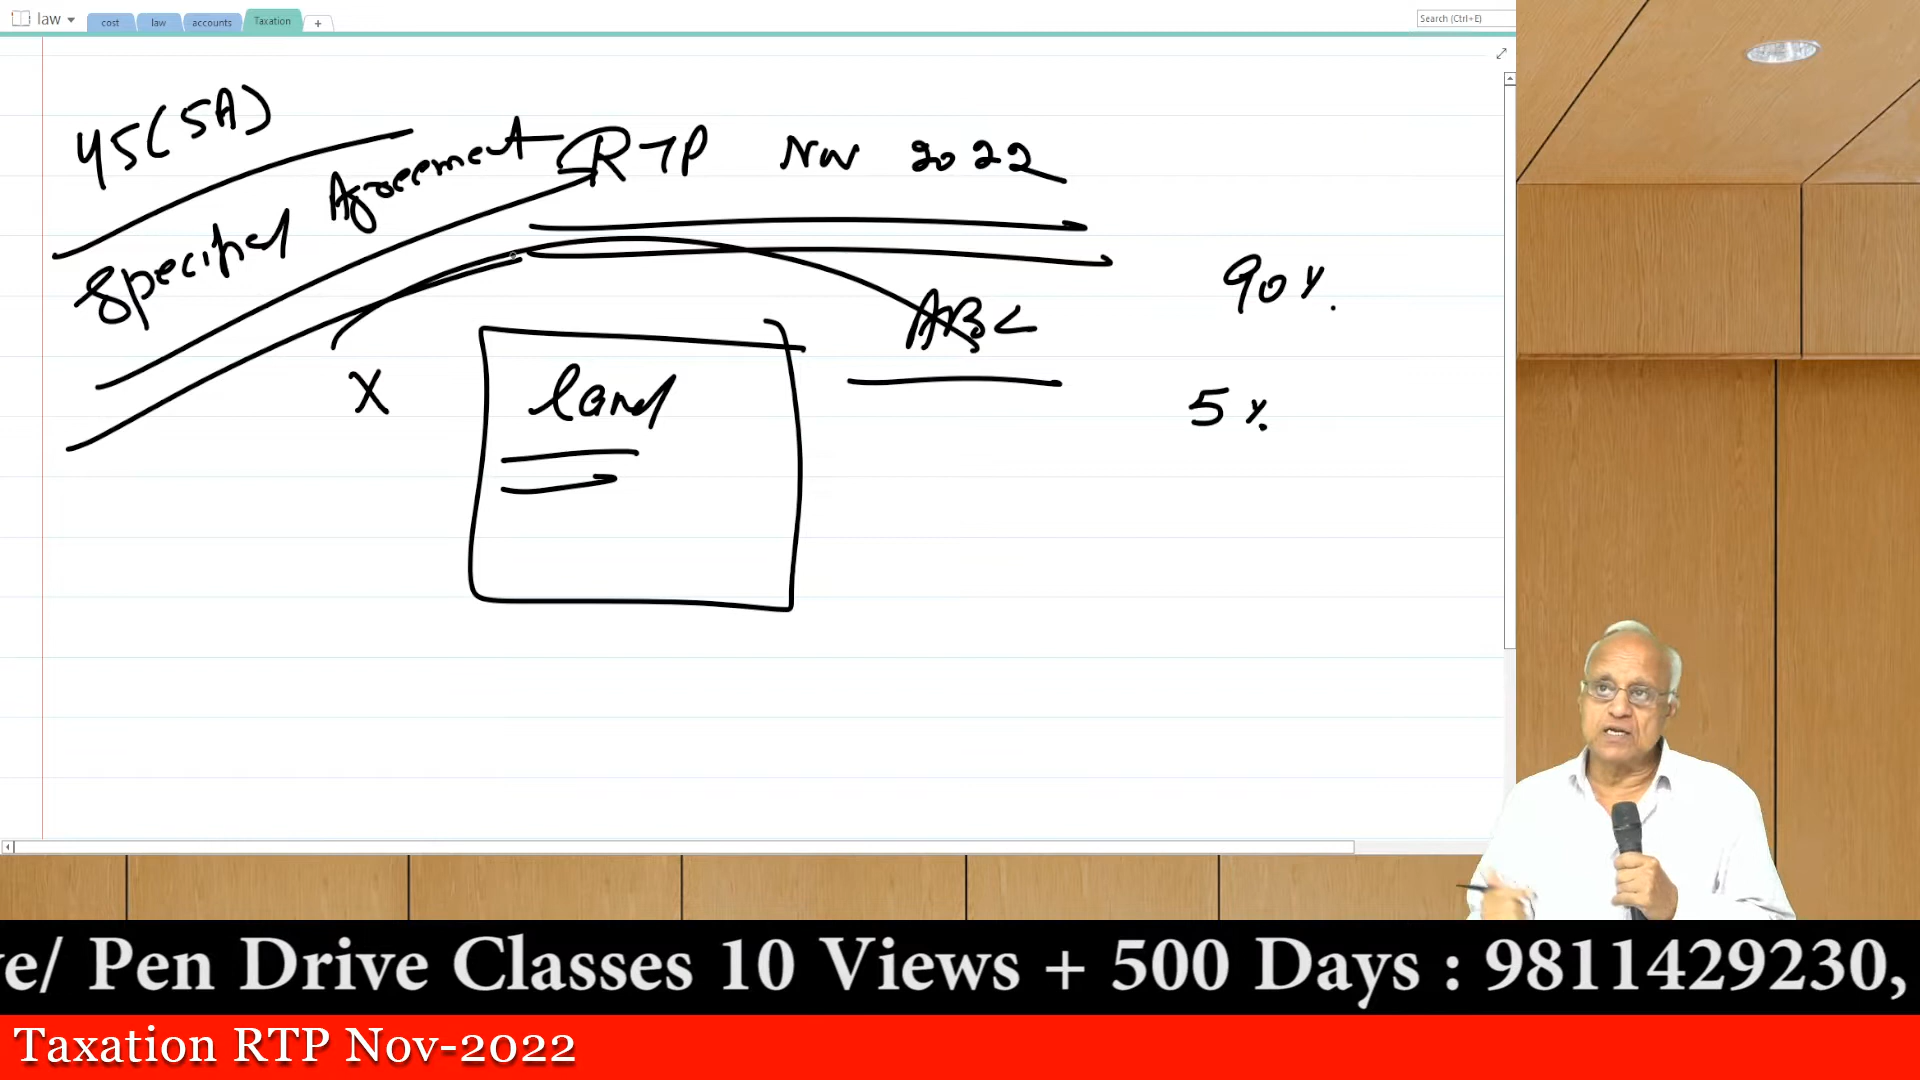 law
cost law accounts Taxation +
Search (Ctrl+E)
45(5A)
Specified Agreement
RTP Nov 2022
90%.
ABC
X
land
5%.
ve/ Pen Drive Classes 10 Views + 500 Days : 9811429230,
Taxation RTP Nov-2022